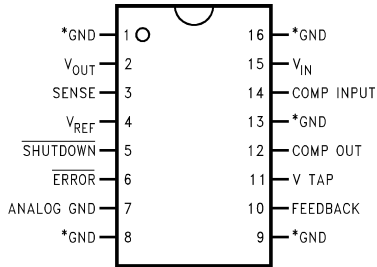 *GND 1 16 *GND
VOUT 2 15 VIN
SENSE 3 14 COMP INPUT
VREF 4 13 *GND
SHUTDOWN 5 12 COMP OUT
ERROR 6 11 V TAP
ANALOG GND 7 10 FEEDBACK
*GND 8 9 *GND